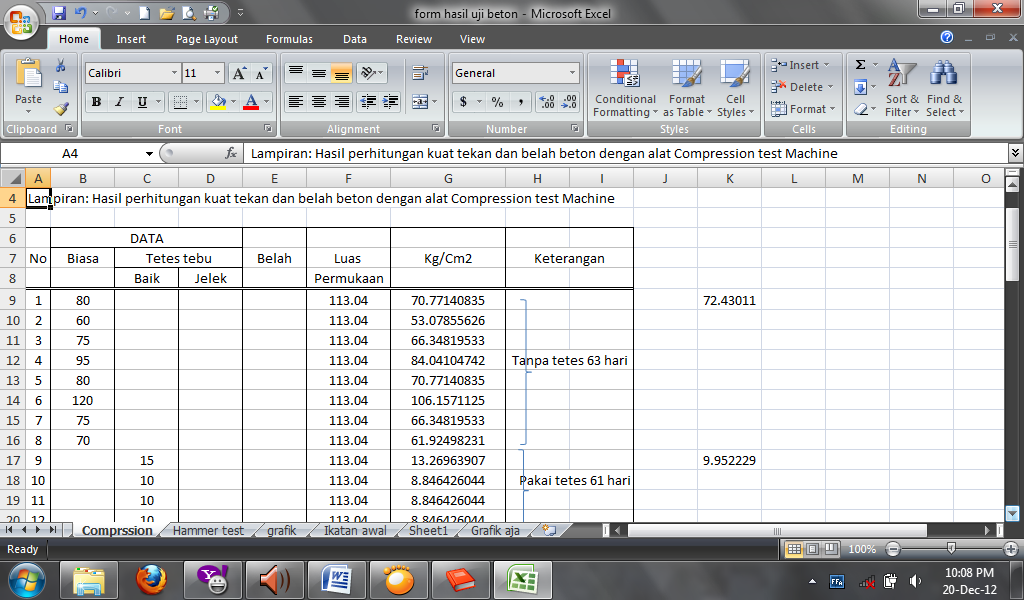 form hasil uji beton - Microsoft Excel
Home Insert Page Layout Formulas Data Review View
Paste
Calibri 11
B I U
General
$ % ,
Conditional Formatting
Format as Table
Cell Styles
Insert
Delete
Format
Σ
Sort & Filter
Find & Select
Clipboard Font Alignment Number Styles Cells Editing
A4 fx Lampiran: Hasil perhitungan kuat tekan dan belah beton dengan alat Compression test Machine
A B C D E F G H I J K L M N O
4 Lampiran: Hasil perhitungan kuat tekan dan belah beton dengan alat Compression test Machine
5
6 DATA
7 No Biasa Tetes tebu Belah Luas Kg/Cm2 Keterangan
8 Baik Jelek Permukaan
9 1 80 113.04 70.77140835 72.43011
10 2 60 113.04 53.07855626
11 3 75 113.04 66.34819533
12 4 95 113.04 84.04104742 Tanpa tetes 63 hari
13 5 80 113.04 70.77140835
14 6 120 113.04 106.1571125
15 7 75 113.04 66.34819533
16 8 70 113.04 61.92498231
17 9 15 113.04 13.26963907 9.952229
18 10 10 113.04 8.846426044 Pakai tetes 61 hari
19 11 10 113.04 8.846426044
20 12 10 113.04 8.846426044
Comprssion Hammer test grafik Ikatan awal Sheet1 Grafik aja
Ready 100%
10:08 PM
20-Dec-12